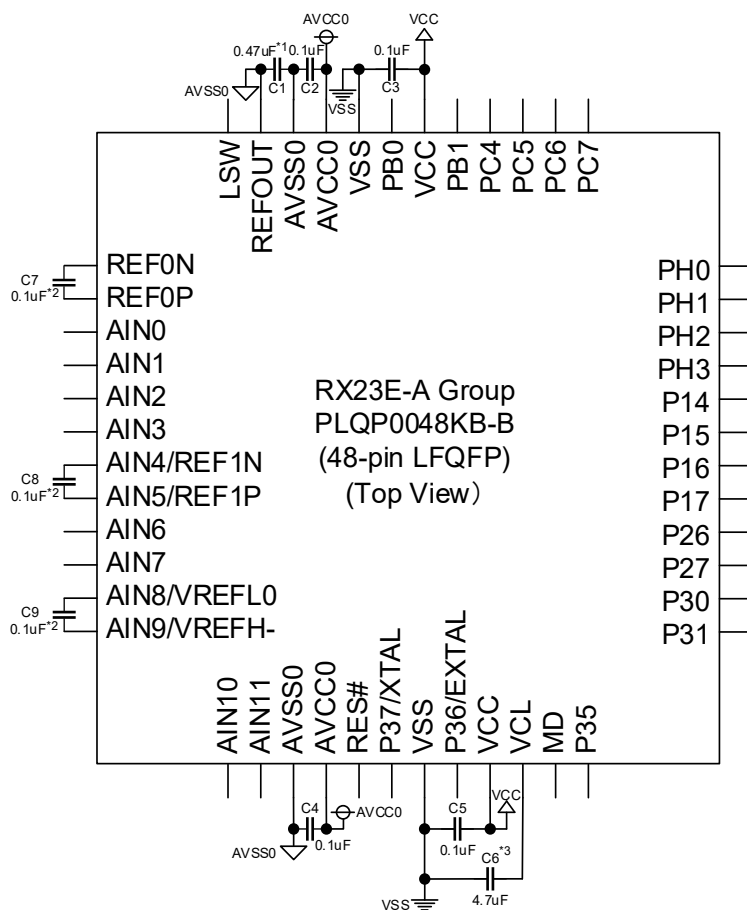 AVCC0
VCC
0.47uF*1
0.1uF
0.1uF
C1
C2
C3
AVSS0
VSS
LSW
REFOUT
AVSS0
AVCC0
VSS
PB0
VCC
PB1
PC4
PC5
PC6
PC7
C7
0.1uF*2
REF0N
REF0P
AIN0
AIN1
AIN2
AIN3
C8
0.1uF*2
AIN4/REF1N
AIN5/REF1P
AIN6
AIN7
C9
0.1uF*2
AIN8/VREFL0
AIN9/VREFH-
RX23E-A Group
PLQP0048KB-B
(48-pin LFQFP)
(Top View）
PH0
PH1
PH2
PH3
P14
P15
P16
P17
P26
P27
P30
P31
AIN10
AIN11
AVSS0
AVCC0
RES#
P37/XTAL
VSS
P36/EXTAL
VCC
VCL
MD
P35
C4
AVCC0
0.1uF
AVSS0
C5
VCC
0.1uF
C6*3
4.7uF
VSS